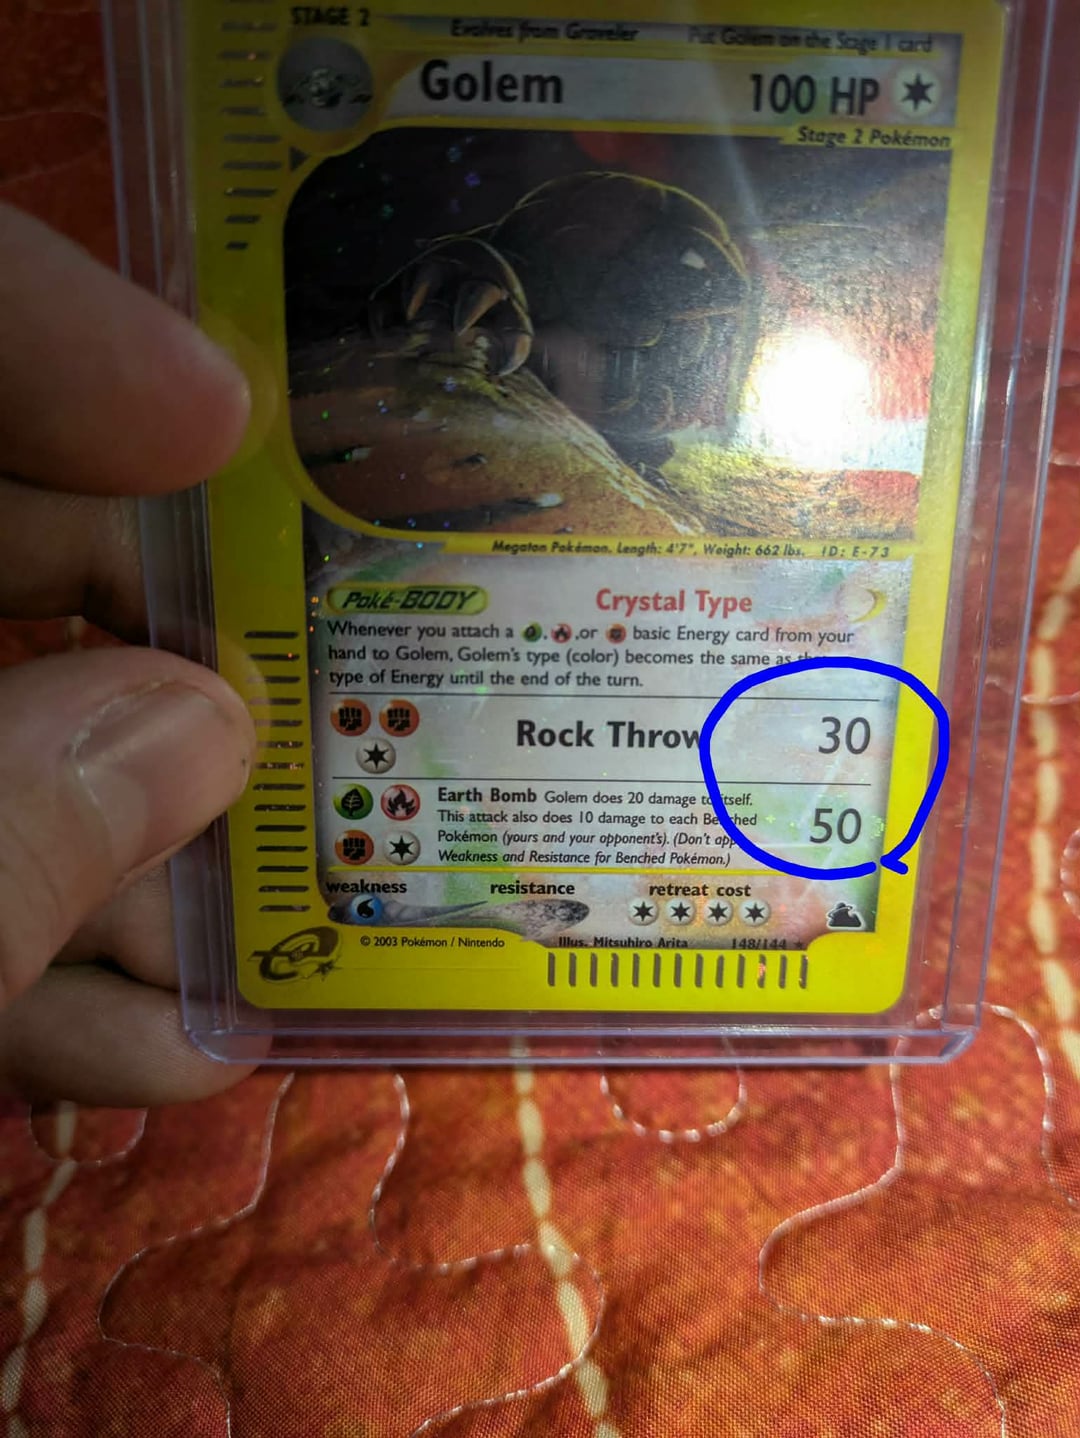 STAGE 2
Evolves from Graveler Put Golem on the Stage 1 card
Golem 100 HP
Stage 2 Pokémon
Megaton Pokémon. Length: 4'7", Weight: 662 lbs. ID: E-73
Poké-BODY Crystal Type
Whenever you attach a , ,or basic Energy card from your
hand to Golem, Golem's type (color) becomes the same as that
type of Energy until the end of the turn.
Rock Throw 30
Earth Bomb Golem does 20 damage to itself.
This attack also does 10 damage to each Benched
50
Pokémon (yours and your opponent's). (Don't apply
Weakness and Resistance for Benched Pokémon.)
weakness resistance retreat cost
© 2003 Pokémon / Nintendo Illus. Mitsuhiro Arita 148/144